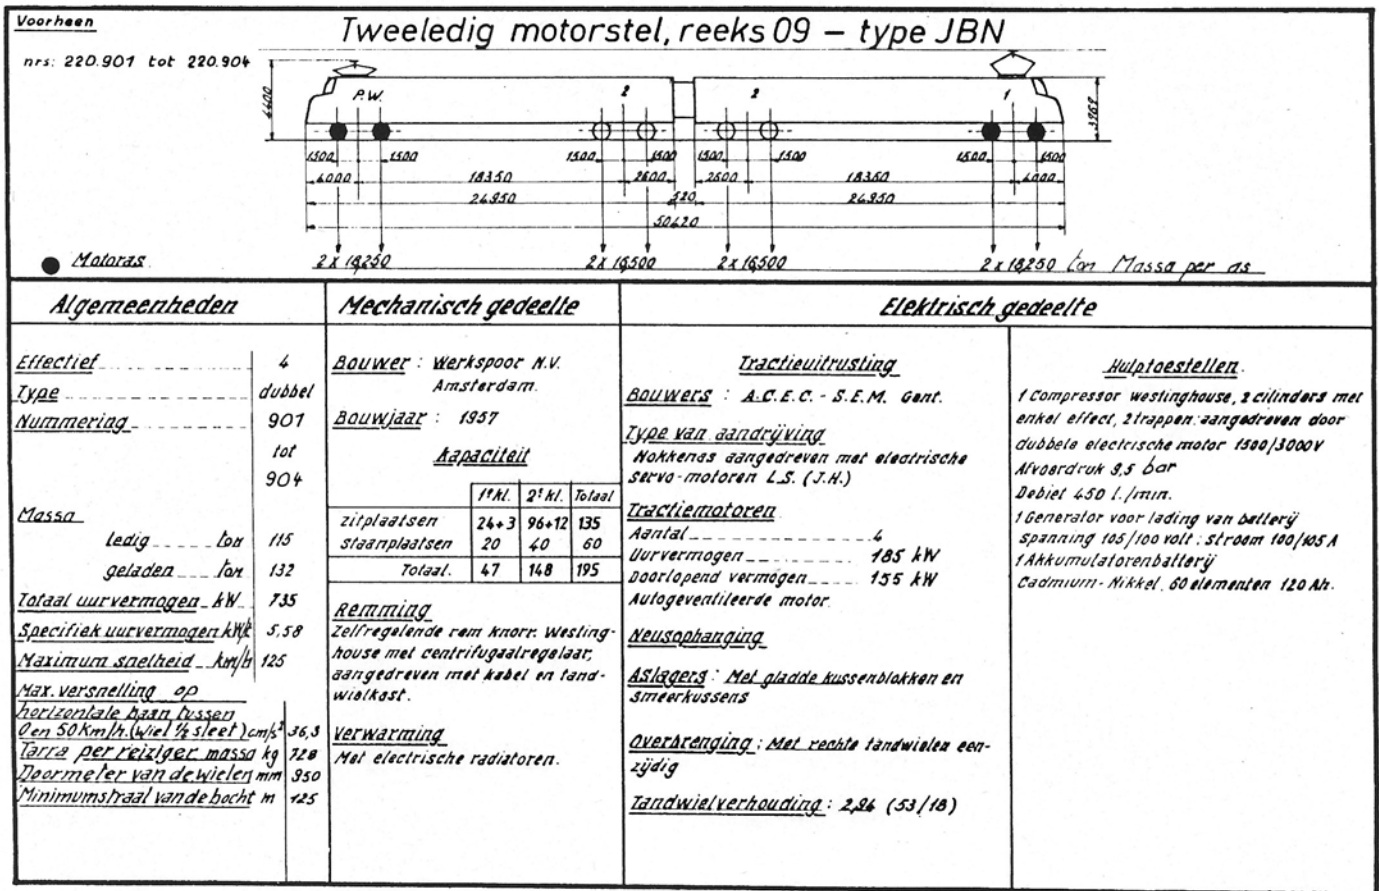 Voorheen
Tweeledig motorstel, reeks 09 – type JBN
nrs: 220.901 tot 220.904
P.W. 2 2 1
4400 3969
1500 1500 1500 1500 1500 1500 1500 1500
4000 18350 2600 2600 18350 4000
24.950 520 24.950
50420
● Motoras 2 x 16,500 2 x 16,500 ton Massa per as
Algemeenheden
Effectief 4
Type dubbel
Nummering 901
tot
904
Massa
ledig ton 115
geladen ton 132
Totaal uurvermogen kW 735
Specifiek uurvermogen kW/t 5,58
Maximum snelheid km/h 125
Max. versnelling op
horizontale baan tussen
0 en 50 Km/h. (wiel ½ sleet) cm/s² 36,3
Tarra per reiziger massa kg 728
Doormeter van de wielen mm 950
Minimumstraal van de bocht m 125
Mechanisch gedeelte
Bouwer : Werkspoor N.V.
Amsterdam.
Bouwjaar : 1957
kapaciteit
1e kl. 2e kl. Totaal
zitplaatsen 24+3 96+12 135
staanplaatsen 20 40 60
Totaal. 47 148 195
Remming
Zelfregelende rem Knorr. Westing-
house met centrifugaalregelaar,
aangedreven met kabel en tand-
wielkast.
Verwarming
Met electrische radiatoren.
Elektrisch gedeelte
Tractieuitrusting
Bouwers : A.C.E.C. - S.E.M. Gent.
Type van aandrijving
Nokkenas aangedreven met electrische
servo-motoren L.S. (J.H.)
Tractiemotoren
Aantal 4
Uurvermogen 185 kW
Doorlopend vermogen 155 kW
Autogeventileerde motor.
Neusophanging
Aslagers : Met gladde kussenblokken en
smeerkussens
Overbrenging : Met rechte tandwielen een-
zijdig
Tandwielverhouding : 2,94 (53/18)
Hulptoestellen.
1 Compressor Westinghouse, 2 cilinders met
enkel effect, 2 trappen: aangedreven door
dubbele electrische motor 1500/3000V
Afvoerdruk 9,5 bar
Debiet 450 l./min.
1 Generator voor lading van batterij
spanning 105/100 volt : stroom 100/105 A
1 Akkumulatorenbatterij
Cadmium - Nikkel. 60 elementen 120 Ah.